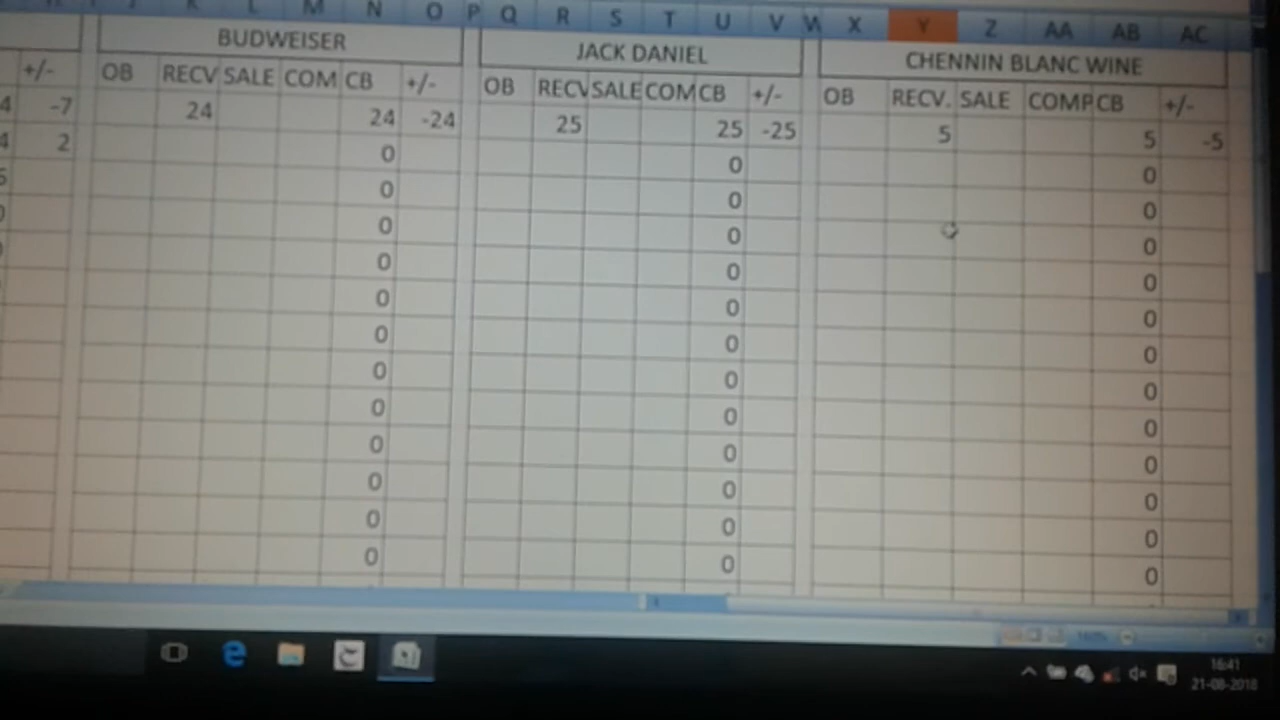 K L M N O P Q R S T U V W X Y Z AA AB AC
BUDWEISER JACK DANIEL CHENNIN BLANC WINE
+/- OB RECV SALE COM CB +/- OB RECV SALE COM CB +/- OB RECV. SALE COMP CB +/-
4 -7 24 24 -24 25 25 -25 5 5 -5
4 2 0 0 0
0 0 0
0 0 0
0 0 0
0 0 0
0 0 0
0 0 0
0 0 0
0 0 0
0 0 0
0 0 0
0 0 0
100%
16:41
21-08-2018